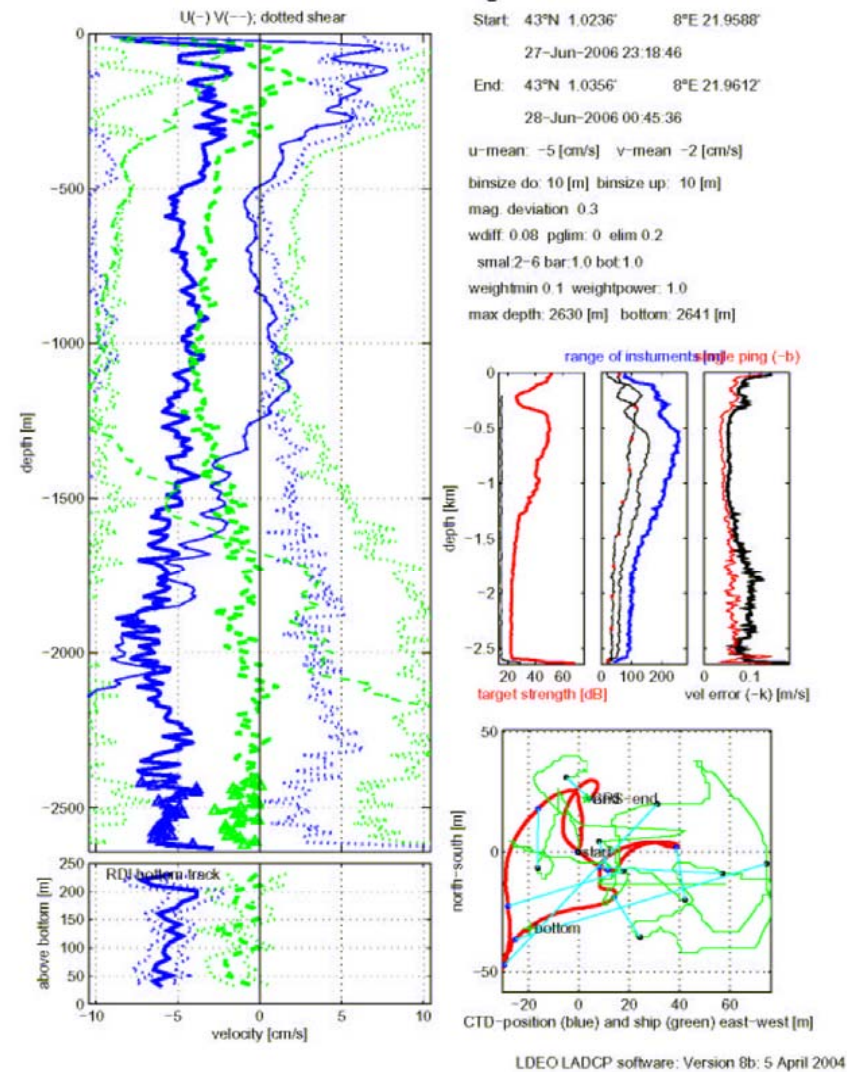 U(−) V(−−); dotted shear
Start: 43°N 1.0236' 8°E 21.9588'
27−Jun−2006 23:18:46
End: 43°N 1.0356' 8°E 21.9612'
28−Jun−2006 00:45:36
u−mean: −5 [cm/s] v−mean −2 [cm/s]
binsize do: 10 [m] binsize up: 10 [m]
mag. deviation 0.3
wdiff: 0.08 pglim: 0 elim 0.2
smal:2−6 bar:1.0 bot:1.0
weightmin 0.1 weightpower: 1.0
max depth: 2630 [m] bottom: 2641 [m]
0
−500
−1000
−1500
−2000
−2500
depth [m]
RDI bottom track
250
200
150
100
50
0
above bottom [m]
−10 −5 0 5 10
velocity [cm/s]
range of instuments [m]
single ping (−b)
0
−0.5
−1
−1.5
−2
−2.5
depth [km]
20 40 60
0 100 200
0 0.1
target strength [dB]
vel error (−k) [m/s]
50
0
−50
north−south [m]
GPS−end
start
bottom
−20 0 20 40 60
CTD−position (blue) and ship (green) east−west [m]
LDEO LADCP software: Version 8b: 5 April 2004